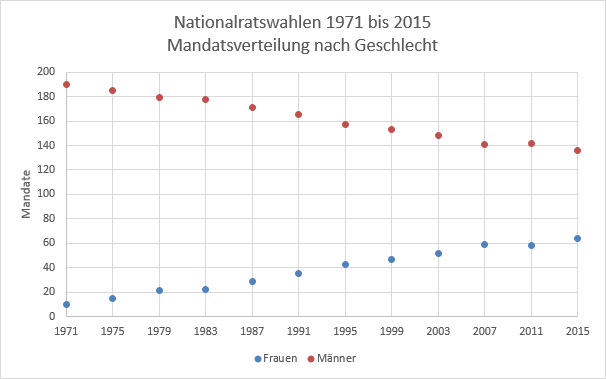 Nationalratswahlen 1971 bis 2015
Mandatsverteilung nach Geschlecht
200
180
160
140
120
100
80
60
40
20
0
Mandate
1971 1975 1979 1983 1987 1991 1995 1999 2003 2007 2011 2015
Frauen Männer